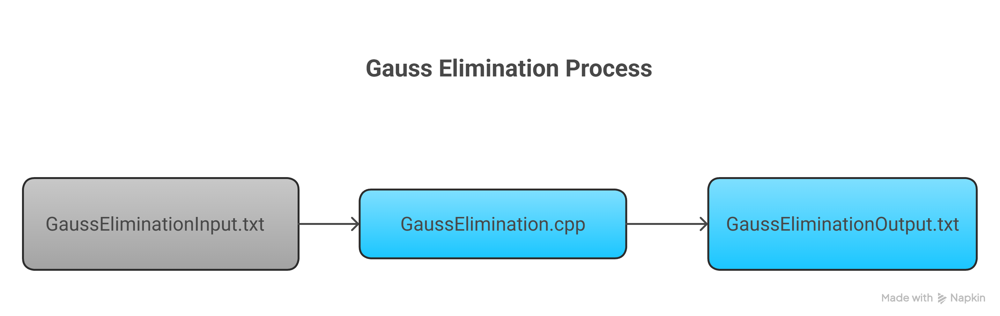 Gauss Elimination Process
GaussEliminationInput.txt
GaussElimination.cpp
GaussEliminationOutput.txt
Made with Napkin